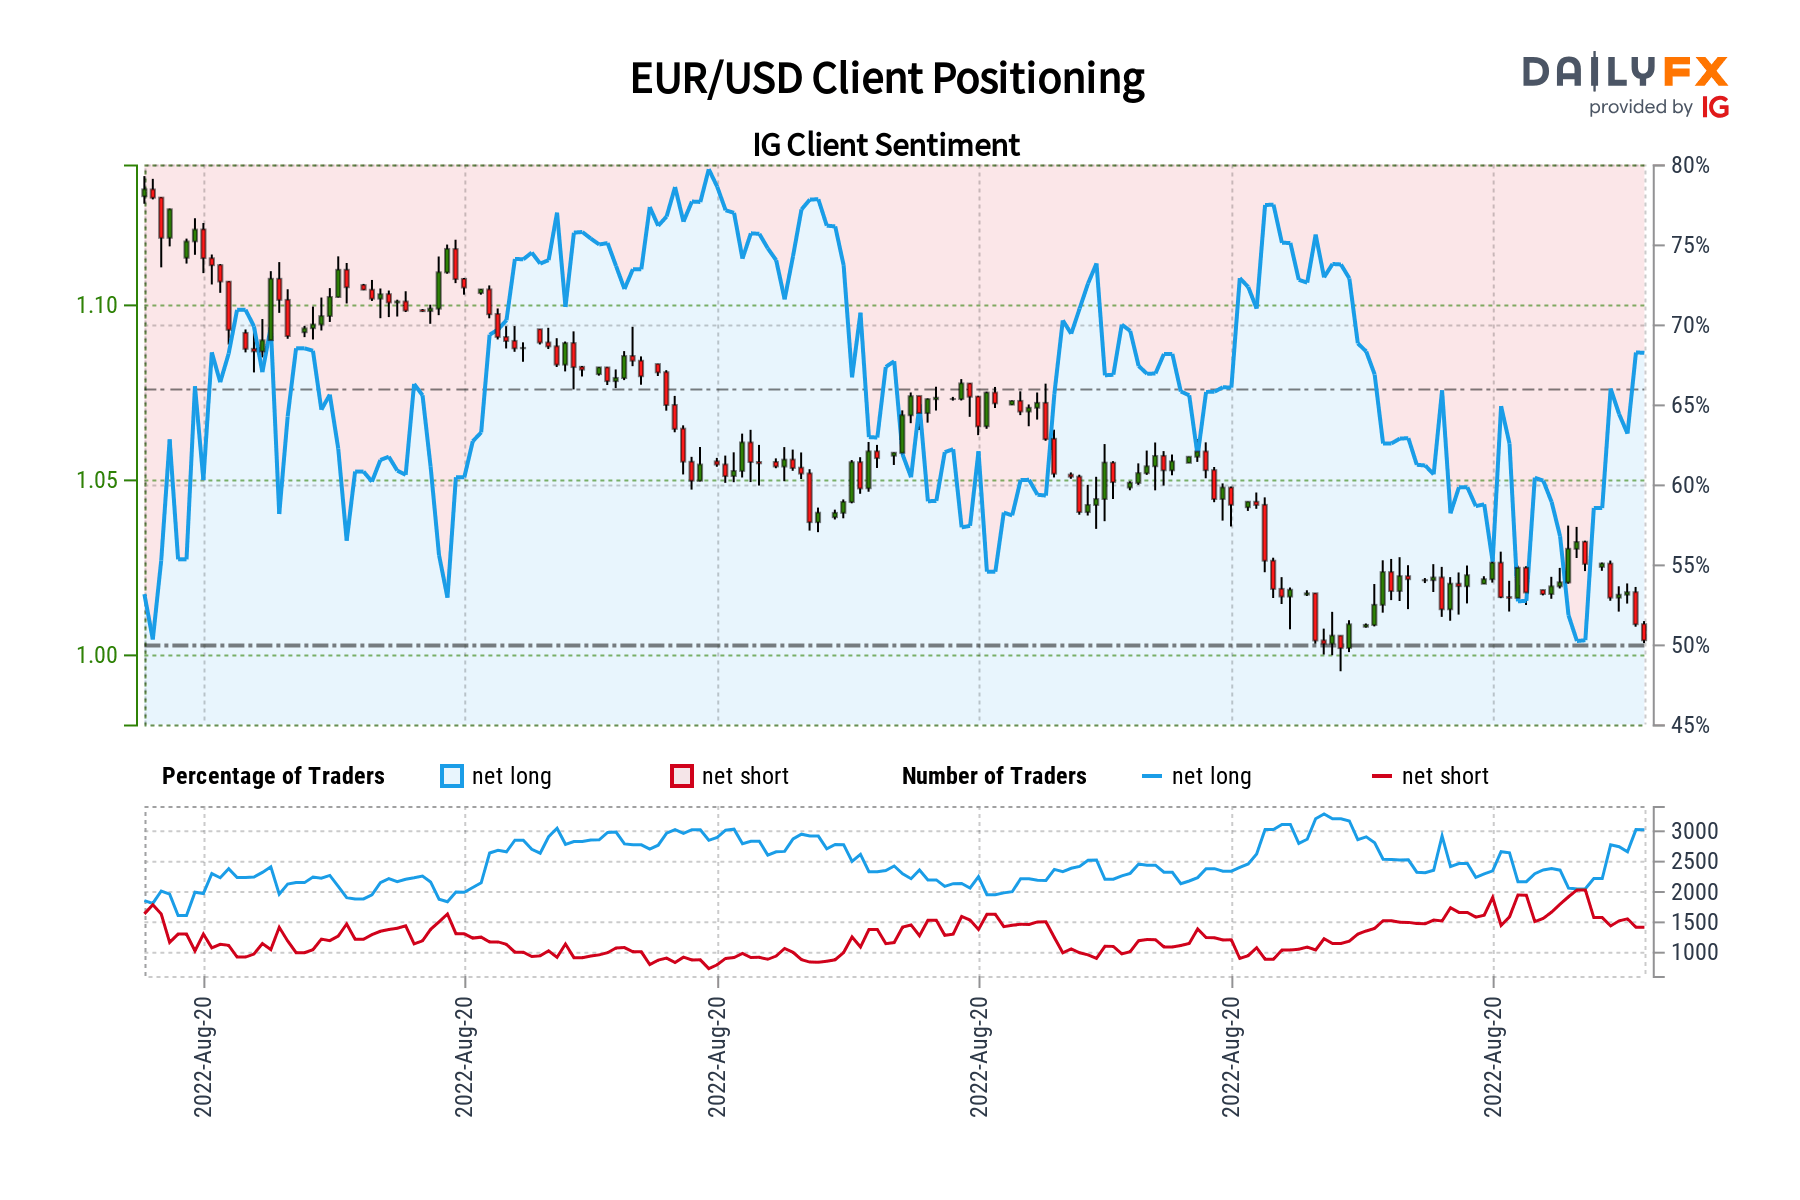 EUR/USD Client Positioning
DAILYFX
provided by IG
IG Client Sentiment
1.10
1.05
1.00
80%
75%
70%
65%
60%
55%
50%
45%
Percentage of Traders net long net short Number of Traders net long net short
3000
2500
2000
1500
1000
2022-Aug-20
2022-Aug-20
2022-Aug-20
2022-Aug-20
2022-Aug-20
2022-Aug-20